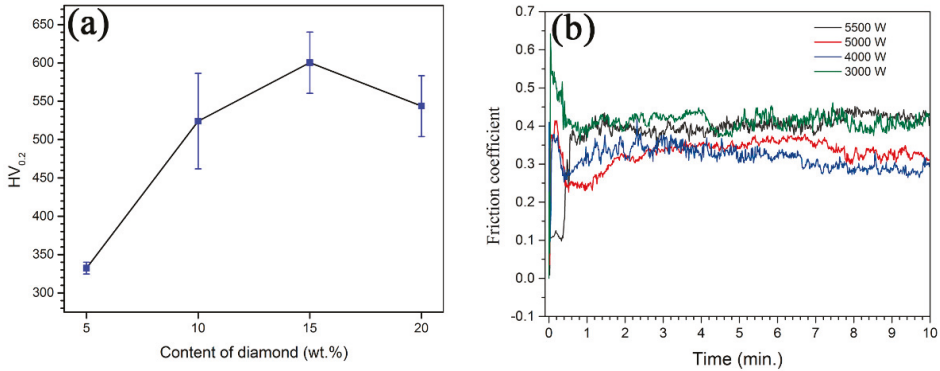 (a)
650
600
550
500
450
400
350
300
HV0.2
5
10
15
20
Content of diamond (wt.%)
(b)
0.7
0.6
0.5
0.4
0.3
0.2
0.1
0.0
-0.1
Friction coefficient
5500 W
5000 W
4000 W
3000 W
0 1 2 3 4 5 6 7 8 9 10
Time (min.)